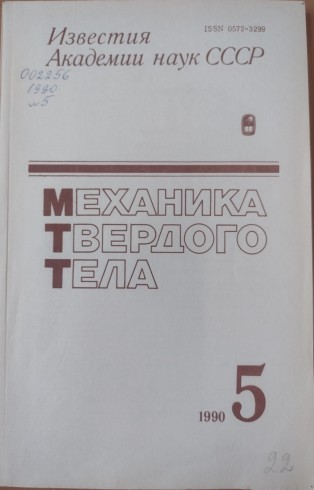 ISSN 0572-3299
Известия
Академии наук СССР
002256
1990
№5
МЕХАНИКА
ТВЕРДОГО
ТЕЛА
1990 5
22